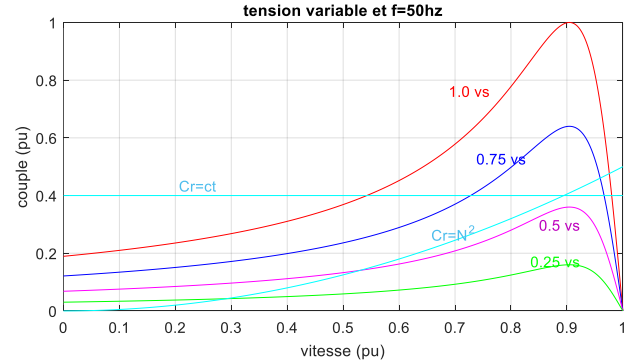 tension variable et f=50hz
1
0.8
0.6
0.4
0.2
0
couple (pu)
1.0 vs
0.75 vs
Cr=ct
Cr=N²
0.5 vs
0.25 vs
0 0.1 0.2 0.3 0.4 0.5 0.6 0.7 0.8 0.9 1
vitesse (pu)